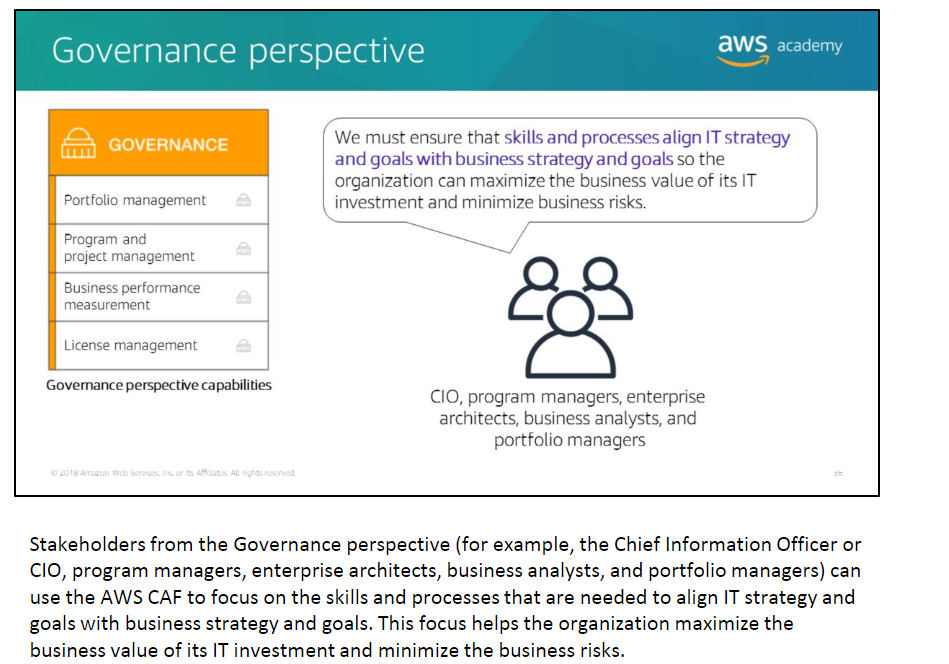 Governance perspective
aws academy
GOVERNANCE
Portfolio management
Program and
project management
Business performance
measurement
License management
Governance perspective capabilities
We must ensure that skills and processes align IT strategy
and goals with business strategy and goals so the
organization can maximize the business value of its IT
investment and minimize business risks.
CIO, program managers, enterprise
architects, business analysts, and
portfolio managers
© 2019 Amazon Web Services, Inc. or its Affiliates. All rights reserved.
Stakeholders from the Governance perspective (for example, the Chief Information Officer or
CIO, program managers, enterprise architects, business analysts, and portfolio managers) can
use the AWS CAF to focus on the skills and processes that are needed to align IT strategy and
goals with business strategy and goals. This focus helps the organization maximize the
business value of its IT investment and minimize the business risks.